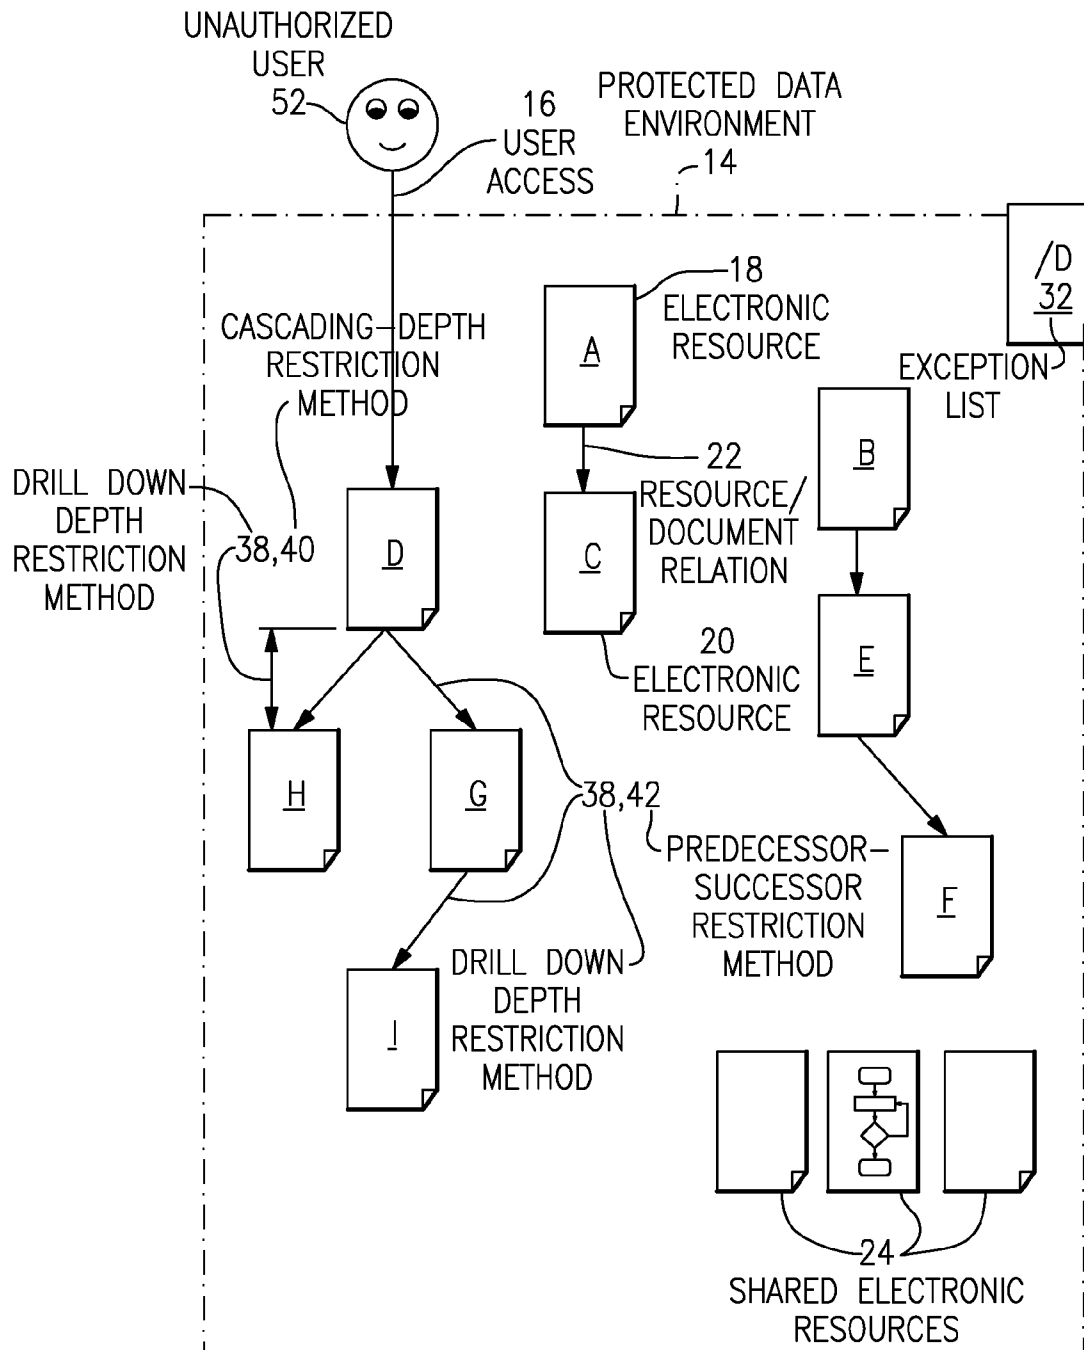 UNAUTHORIZED
USER
52
16
USER
ACCESS
PROTECTED DATA
ENVIRONMENT
14
/D
32
EXCEPTION
LIST
18
ELECTRONIC
RESOURCE
A
CASCADING-DEPTH
RESTRICTION
METHOD
B
22
RESOURCE/
DOCUMENT
RELATION
DRILL DOWN
DEPTH
RESTRICTION
METHOD
38,40
D
C
20
ELECTRONIC
RESOURCE
E
H
G
38,42
PREDECESSOR-
SUCCESSOR
RESTRICTION
METHOD
F
DRILL DOWN
DEPTH
RESTRICTION
METHOD
I
24
SHARED ELECTRONIC
RESOURCES